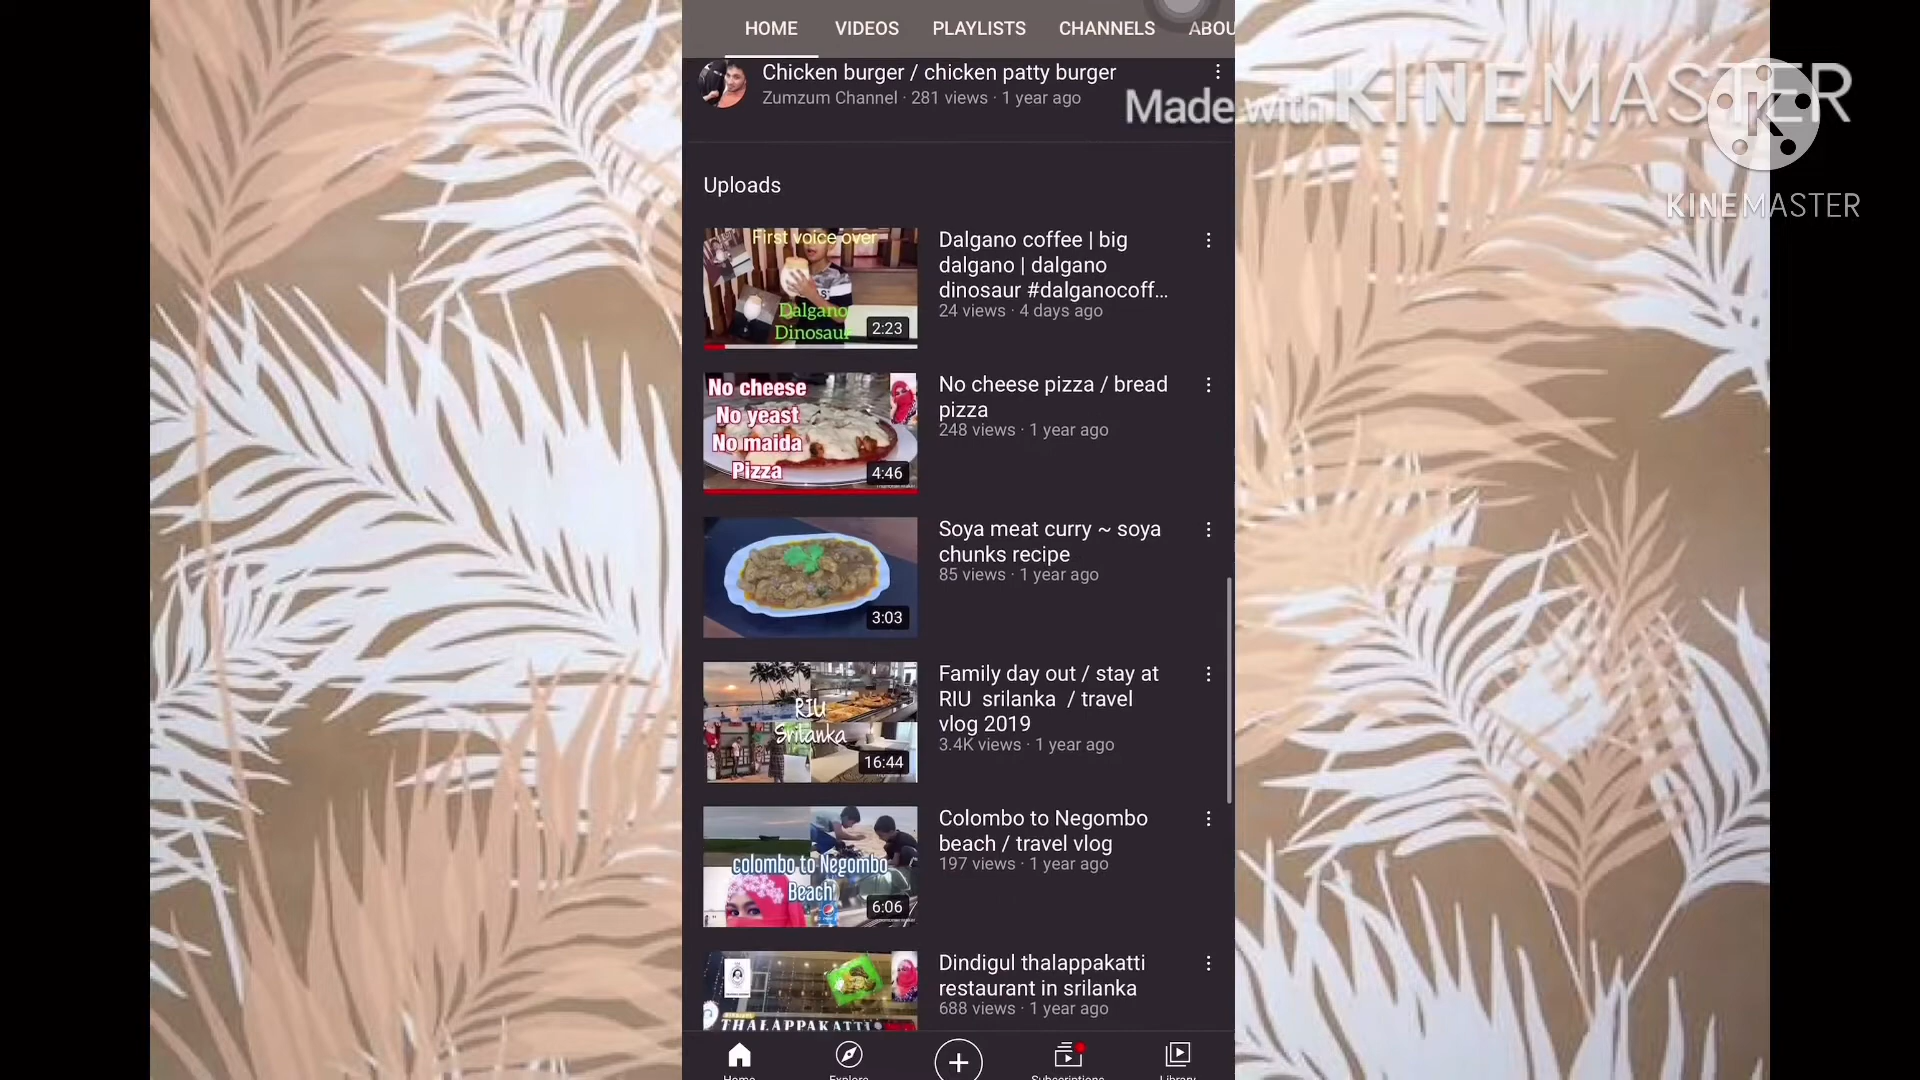 HOME VIDEOS PLAYLISTS CHANNELS ABOU
Chicken burger / chicken patty burger
Zumzum Channel · 281 views · 1 year ago
Made with KINEMASTER
K
KINEMASTER
Uploads
First voice over
Dalgano
Dinosaur
2:23
Dalgano coffee | big
dalgano | dalgano
dinosaur #dalganocoff...
24 views · 4 days ago
No cheese
No yeast
No maida
Pizza
4:46
No cheese pizza / bread
pizza
248 views · 1 year ago
3:03
Soya meat curry ~ soya
chunks recipe
85 views · 1 year ago
RIU
Srilanka
16:44
Family day out / stay at
RIU srilanka / travel
vlog 2019
3.4K views · 1 year ago
colombo to Negombo
Beach
6:06
Colombo to Negombo
beach / travel vlog
197 views · 1 year ago
THALAPPAKATTI
Dindigul thalappakatti
restaurant in srilanka
688 views · 1 year ago
Home Explore Subscriptions Library